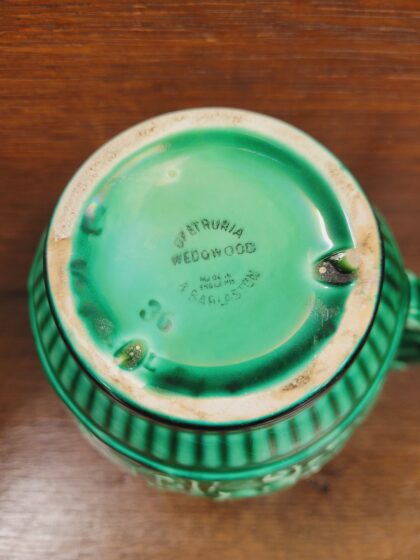 OF ETRURIA
WEDGWOOD
MADE IN
ENGLAND
& BARLASTON
36